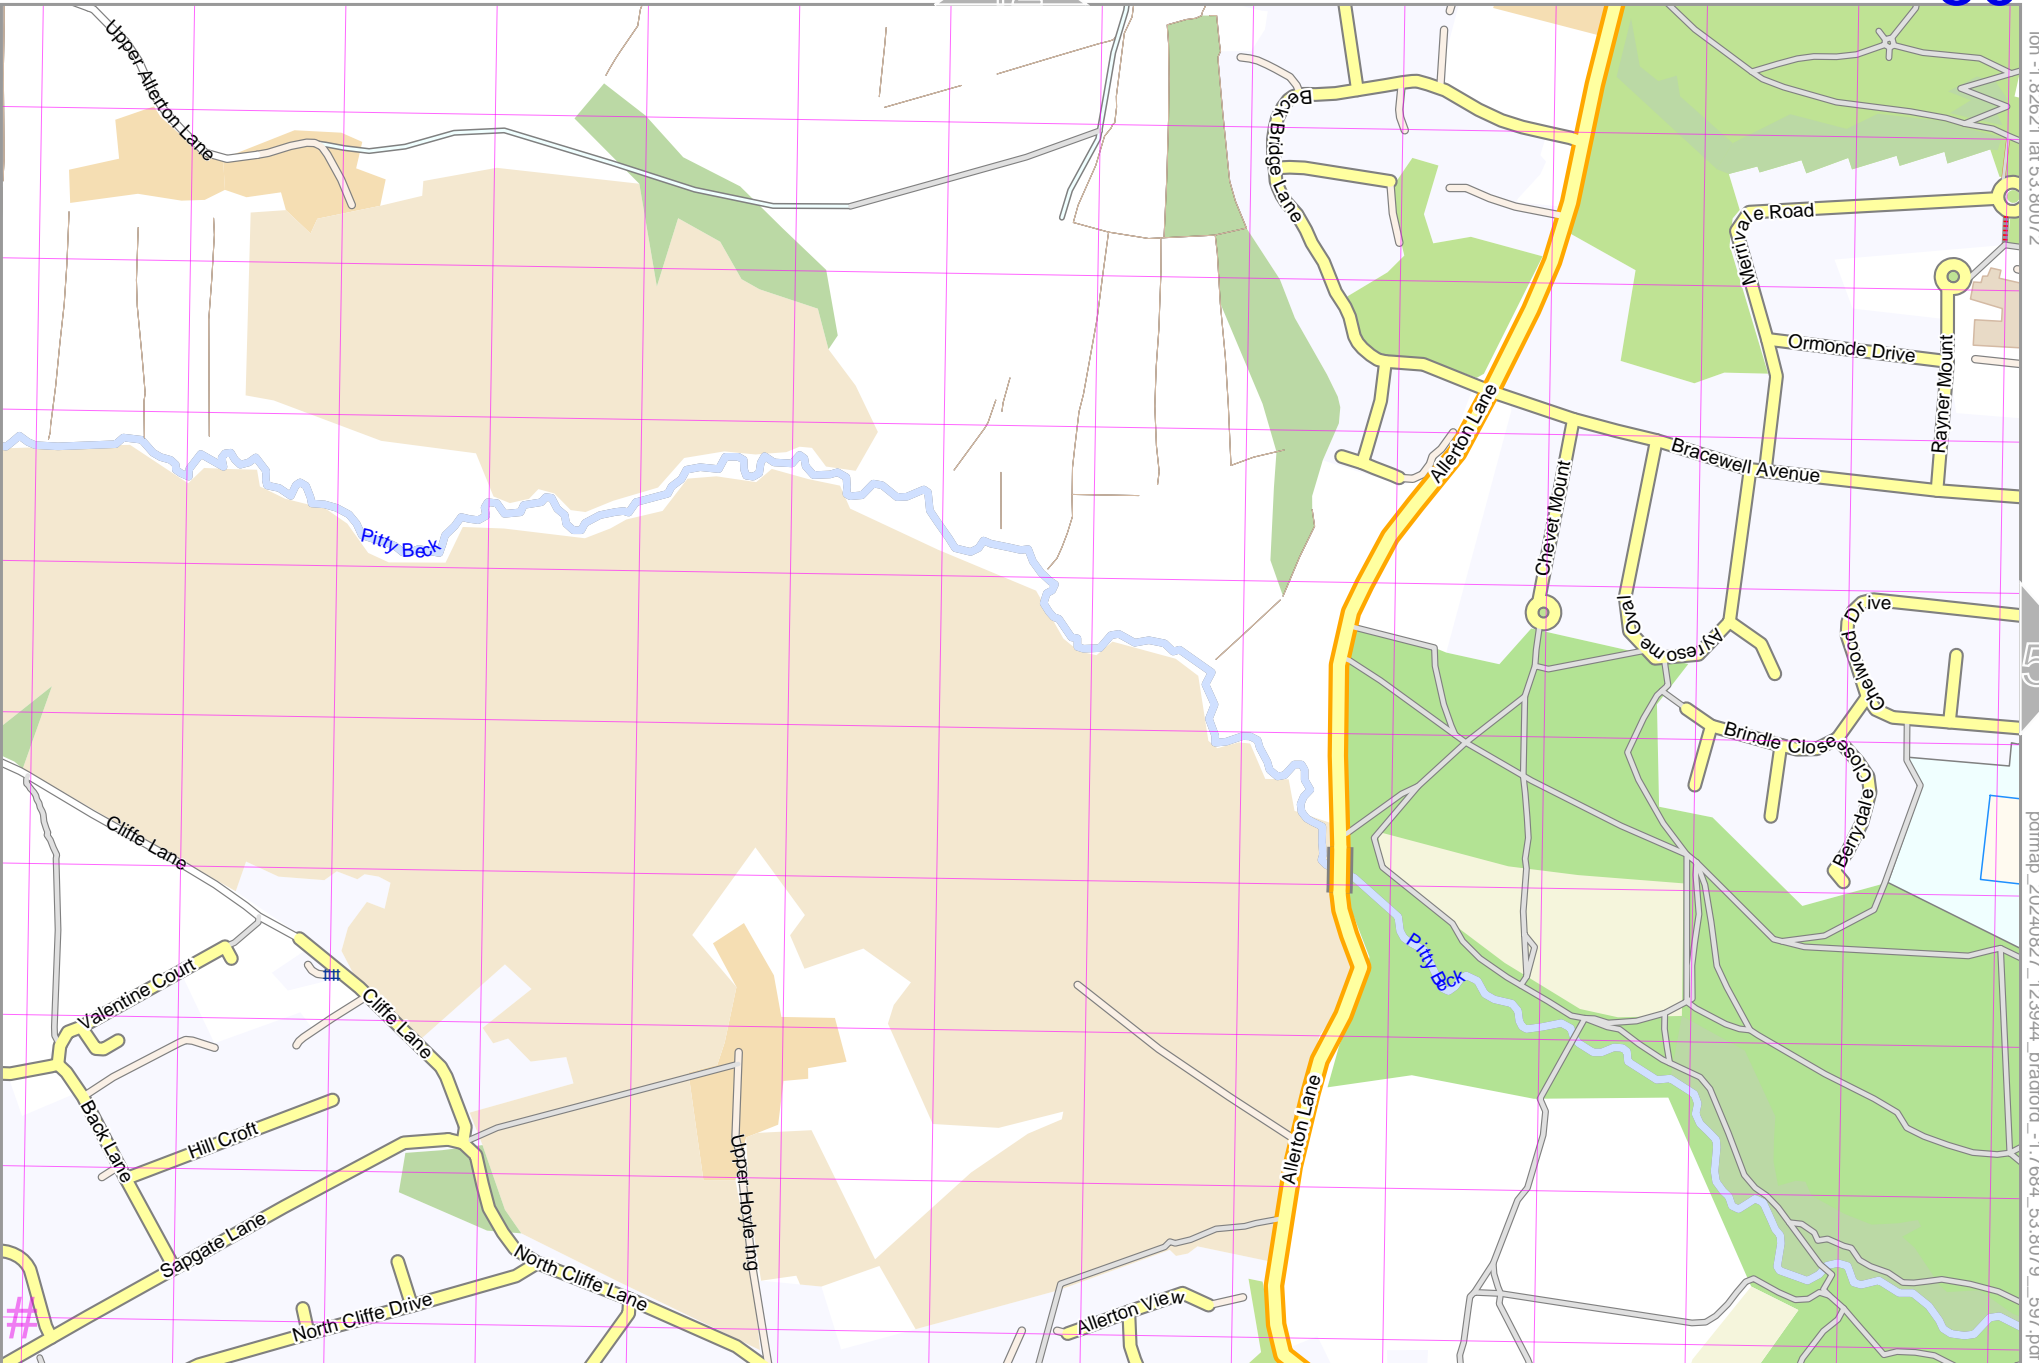 Upper Allerton Lane
Beck Bridge Lane
Merrivale Road
Ormonde Drive
Rayner Mount
Allerton Lane
Bracewell Avenue
Chevet Mount
Pitty Beck
Ayresome Oval
Chelwood Drive
Brindle Close
Berrydale Close
Cliffe Lane
Pitty Beck
Valentine Court
Cliffe Lane
Back Lane
Hill Croft
Allerton Lane
Upper Hoyle Ing
Sapgate Lane
North Cliffe Lane
North Cliffe Drive
Allerton View
#
5